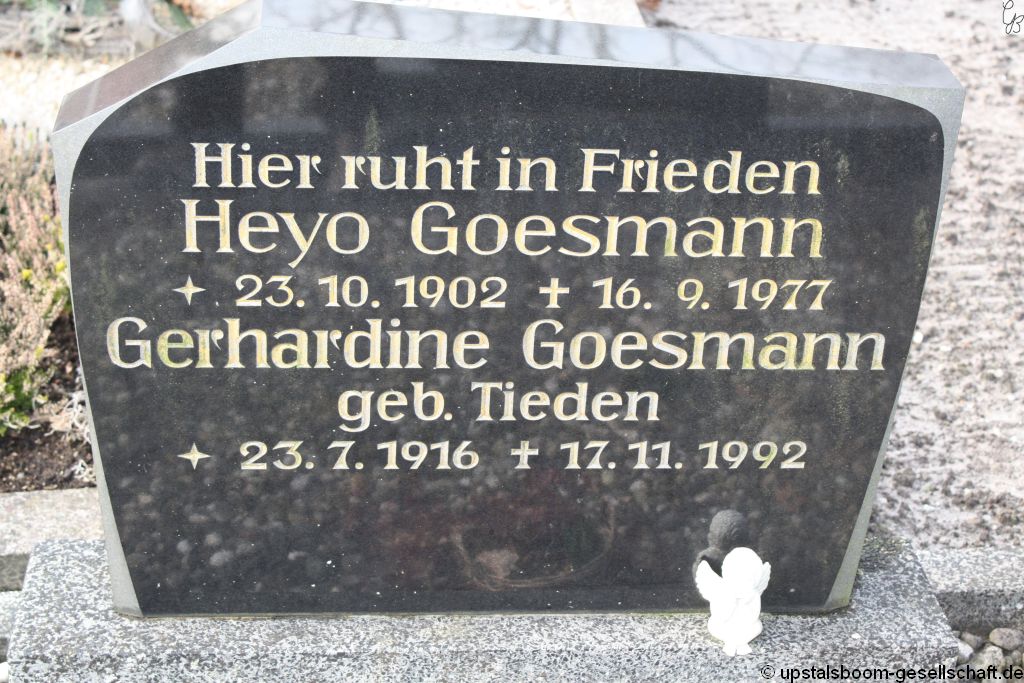 Hier ruht in Frieden
Heyo Goesmann
✦ 23. 10. 1902 ✝ 16. 9. 1977
Gerhardine Goesmann
geb. Tieden
✦ 23. 7. 1916 ✝ 17. 11. 1992
© upstalsboom-gesellschaft.de